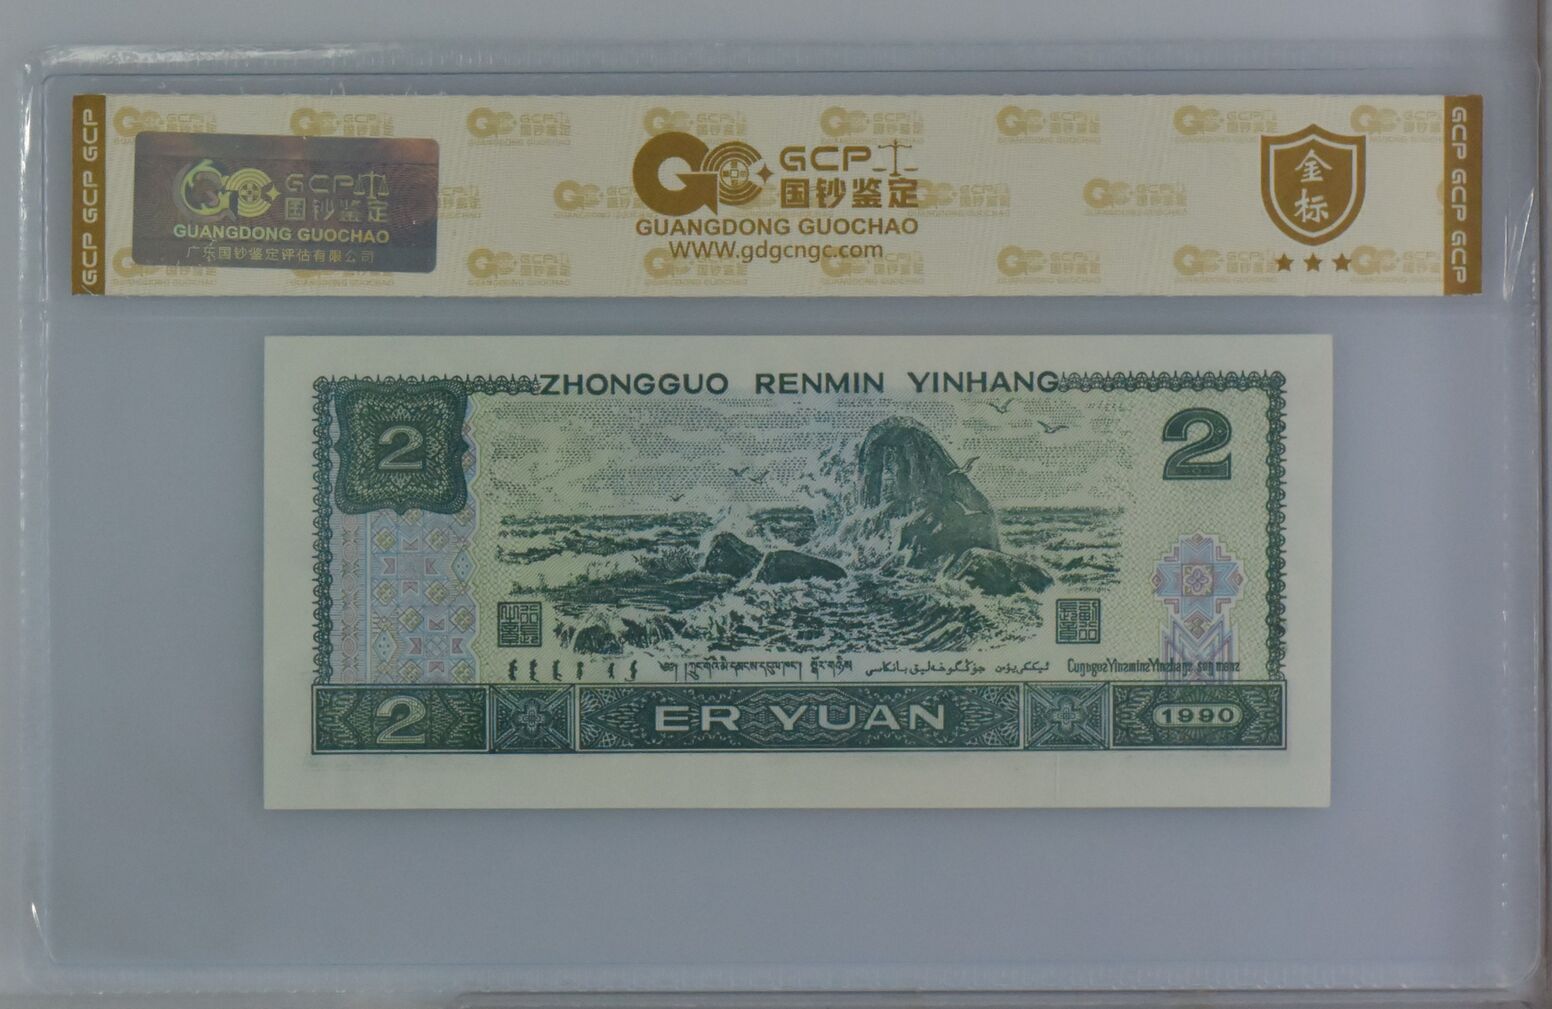 GCP GCP GCP
GCP
国钞鉴定
GUANGDONG GUOCHAO
广东国钞鉴定评估有限公司
GCP
国钞鉴定
GUANGDONG GUOCHAO
WWW.gdgcngc.com
金
标
GCP GCP GCP
ZHONGGUO RENMIN YINHANG
2
2
2
ER YUAN
1990